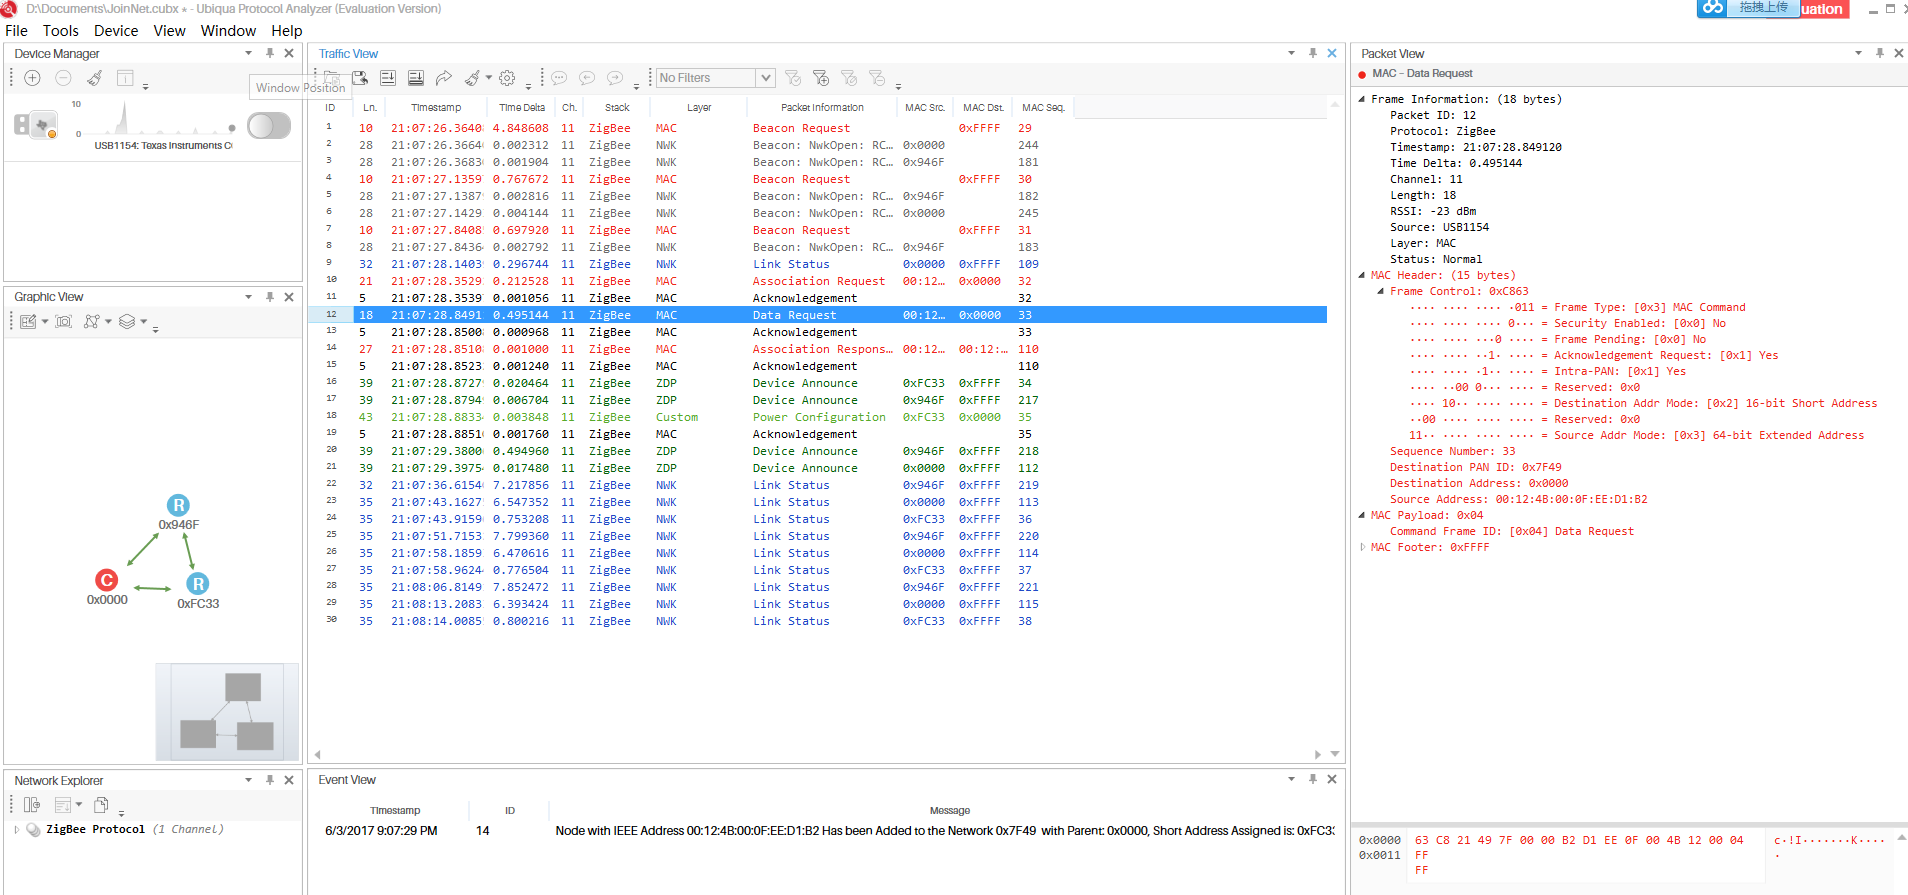 D:\Documents\JoinNet.cubx * - Ubiqua Protocol Analyzer (Evaluation Version)
拖拽上传
uation
File Tools Device View Window Help
Device Manager
Window Position
10
0
USB1154: Texas Instruments C
Graphic View
R
0x946F
C
0x0000
R
0xFC33
Network Explorer
ZigBee Protocol (1 Channel)
Traffic View
No Filters
ID Ln. Timestamp Time Delta Ch. Stack Layer Packet Information MAC Src. MAC Dst. MAC Seq.
1 10 21:07:26.3640 4.848608 11 ZigBee MAC Beacon Request 0xFFFF 29
2 28 21:07:26.3664 0.002312 11 ZigBee NWK Beacon: NwkOpen: RC... 0x0000 244
3 28 21:07:26.3683 0.001904 11 ZigBee NWK Beacon: NwkOpen: RC... 0x946F 181
4 10 21:07:27.1359 0.767672 11 ZigBee MAC Beacon Request 0xFFFF 30
5 28 21:07:27.1387 0.002816 11 ZigBee NWK Beacon: NwkOpen: RC... 0x946F 182
6 28 21:07:27.1429 0.004144 11 ZigBee NWK Beacon: NwkOpen: RC... 0x0000 245
7 10 21:07:27.8408 0.697920 11 ZigBee MAC Beacon Request 0xFFFF 31
8 28 21:07:27.8436 0.002792 11 ZigBee NWK Beacon: NwkOpen: RC... 0x946F 183
9 32 21:07:28.1403 0.296744 11 ZigBee NWK Link Status 0x0000 0xFFFF 109
10 21 21:07:28.3529 0.212528 11 ZigBee MAC Association Request 00:12... 0x0000 32
11 5 21:07:28.3539 0.001056 11 ZigBee MAC Acknowledgement 32
12 18 21:07:28.8491 0.495144 11 ZigBee MAC Data Request 00:12... 0x0000 33
13 5 21:07:28.8500 0.000968 11 ZigBee MAC Acknowledgement 33
14 27 21:07:28.8510 0.001000 11 ZigBee MAC Association Respons... 00:12... 00:12:... 110
15 5 21:07:28.8523 0.001240 11 ZigBee MAC Acknowledgement 110
16 39 21:07:28.8727 0.020464 11 ZigBee ZDP Device Announce 0xFC33 0xFFFF 34
17 39 21:07:28.8794 0.006704 11 ZigBee ZDP Device Announce 0x946F 0xFFFF 217
18 43 21:07:28.8833 0.003848 11 ZigBee Custom Power Configuration 0xFC33 0x0000 35
19 5 21:07:28.8851 0.001760 11 ZigBee MAC Acknowledgement 35
20 39 21:07:29.3800 0.494960 11 ZigBee ZDP Device Announce 0x946F 0xFFFF 218
21 39 21:07:29.3975 0.017480 11 ZigBee ZDP Device Announce 0x0000 0xFFFF 112
22 32 21:07:36.6154 7.217856 11 ZigBee NWK Link Status 0x946F 0xFFFF 219
23 35 21:07:43.1627 6.547352 11 ZigBee NWK Link Status 0x0000 0xFFFF 113
24 35 21:07:43.9159 0.753208 11 ZigBee NWK Link Status 0xFC33 0xFFFF 36
25 35 21:07:51.7153 7.799360 11 ZigBee NWK Link Status 0x946F 0xFFFF 220
26 35 21:07:58.1859 6.470616 11 ZigBee NWK Link Status 0x0000 0xFFFF 114
27 35 21:07:58.9624 0.776504 11 ZigBee NWK Link Status 0xFC33 0xFFFF 37
28 35 21:08:06.8149 7.852472 11 ZigBee NWK Link Status 0x946F 0xFFFF 221
29 35 21:08:13.2083 6.393424 11 ZigBee NWK Link Status 0x0000 0xFFFF 115
30 35 21:08:14.0085 0.800216 11 ZigBee NWK Link Status 0xFC33 0xFFFF 38
Event View
Timestamp ID Message
6/3/2017 9:07:29 PM 14 Node with IEEE Address 00:12:4B:00:0F:EE:D1:B2 Has been Added to the Network 0x7F49 with Parent: 0x0000, Short Address Assigned is: 0xFC33
Packet View
MAC - Data Request
Frame Information: (18 bytes)
Packet ID: 12
Protocol: ZigBee
Timestamp: 21:07:28.849120
Time Delta: 0.495144
Channel: 11
Length: 18
RSSI: -23 dBm
Source: USB1154
Layer: MAC
Status: Normal
MAC Header: (15 bytes)
Frame Control: 0xC863
···· ···· ···· ·011 = Frame Type: [0x3] MAC Command
···· ···· ···· 0··· = Security Enabled: [0x0] No
···· ···· ···0 ···· = Frame Pending: [0x0] No
···· ···· ··1· ···· = Acknowledgement Request: [0x1] Yes
···· ···· ·1·· ···· = Intra-PAN: [0x1] Yes
···· ··00 0··· ···· = Reserved: 0x0
···· 10·· ···· ···· = Destination Addr Mode: [0x2] 16-bit Short Address
··00 ···· ···· ···· = Reserved: 0x0
11·· ···· ···· ···· = Source Addr Mode: [0x3] 64-bit Extended Address
Sequence Number: 33
Destination PAN ID: 0x7F49
Destination Address: 0x0000
Source Address: 00:12:4B:00:0F:EE:D1:B2
MAC Payload: 0x04
Command Frame ID: [0x04] Data Request
MAC Footer: 0xFFFF
0x0000 63 C8 21 49 7F 00 00 B2 D1 EE 0F 00 4B 12 00 04 c·!I·······K····
0x0011 FF ·
FF